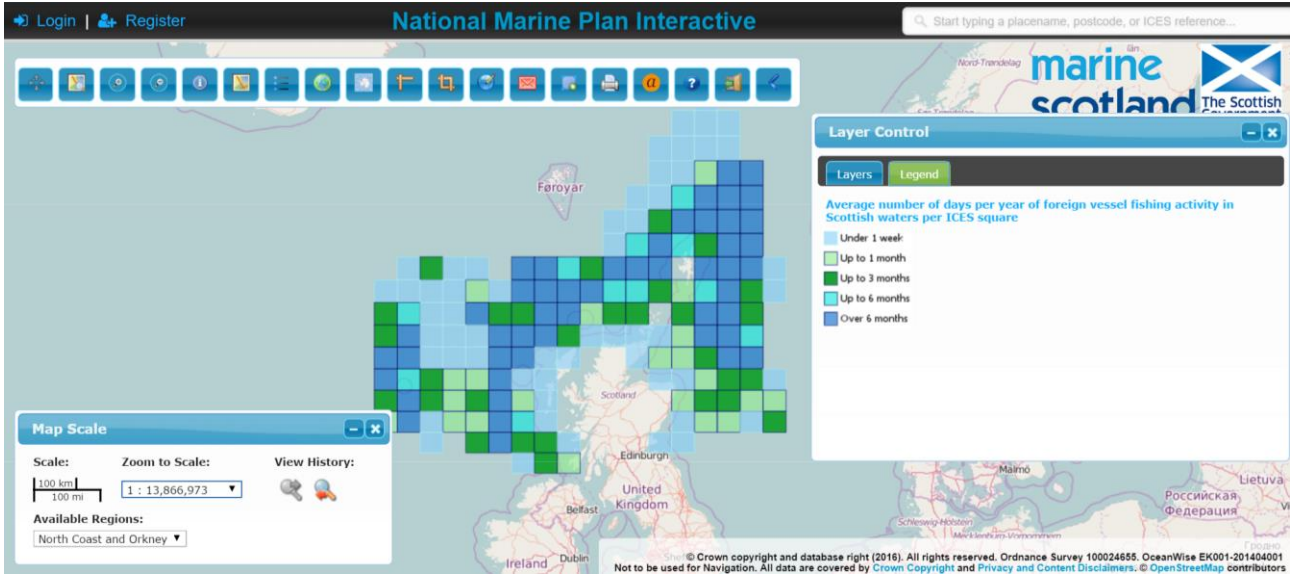 Login | Register
National Marine Plan Interactive
Start typing a placename, postcode, or ICES reference...
län
Nord-Trøndelag
marine
scotland
The Scottish
Government
Føroyar
Layer Control
Layers
Legend
Average number of days per year of foreign vessel fishing activity in
Scottish waters per ICES square
Under 1 week
Up to 1 month
Up to 3 months
Up to 6 months
Over 6 months
Scotland
Edinburgh
United
Kingdom
Belfast
Dublin
Ireland
Malmö
Lietuva
Российская
Федерация
Schleswig-Holstein
Mecklenburg-Vorpommern
Гродно
Map Scale
Scale:
Zoom to Scale:
View History:
100 km
100 mi
1 : 13,866,973
Available Regions:
North Coast and Orkney
© Crown copyright and database right (2016). All rights reserved. Ordnance Survey 100024655. OceanWise EK001-201404001
Not to be used for Navigation. All data are covered by Crown Copyright and Privacy and Content Disclaimers. © OpenStreetMap contributors